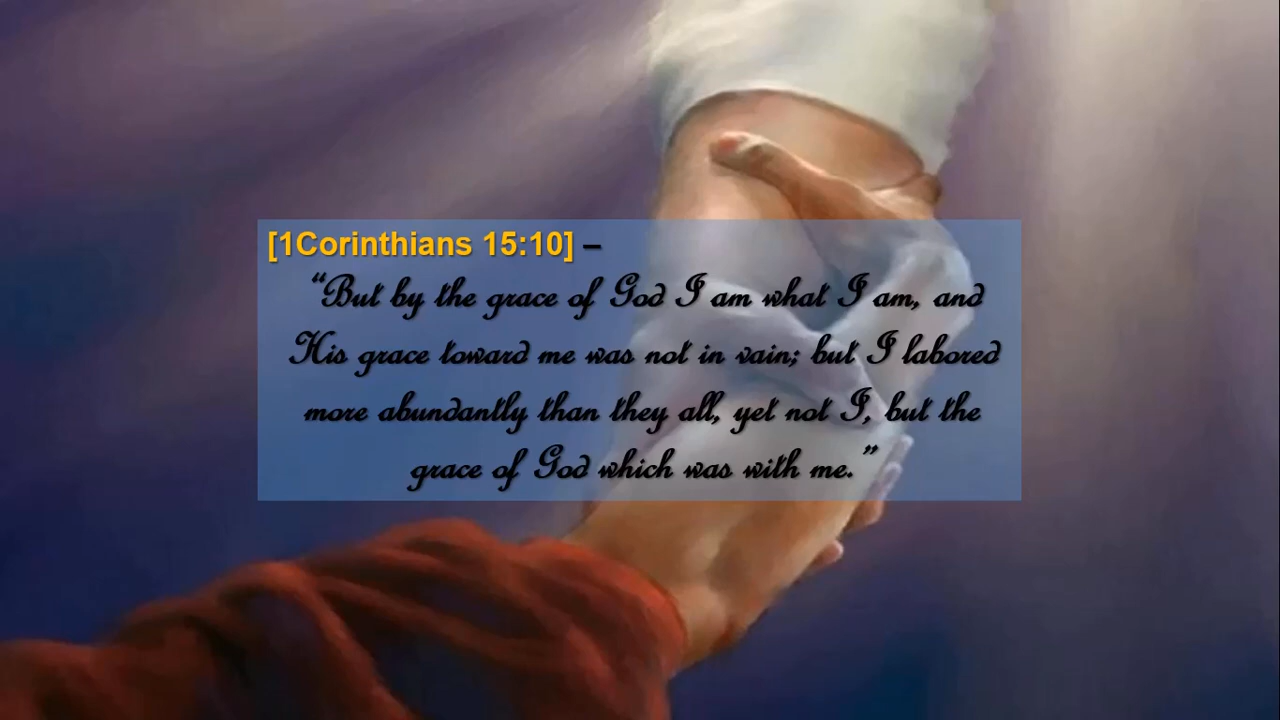 [1Corinthians 15:10] –
“But by the grace of God I am what I am, and
His grace toward me was not in vain; but I labored
more abundantly than they all, yet not I, but the
grace of God which was with me.”